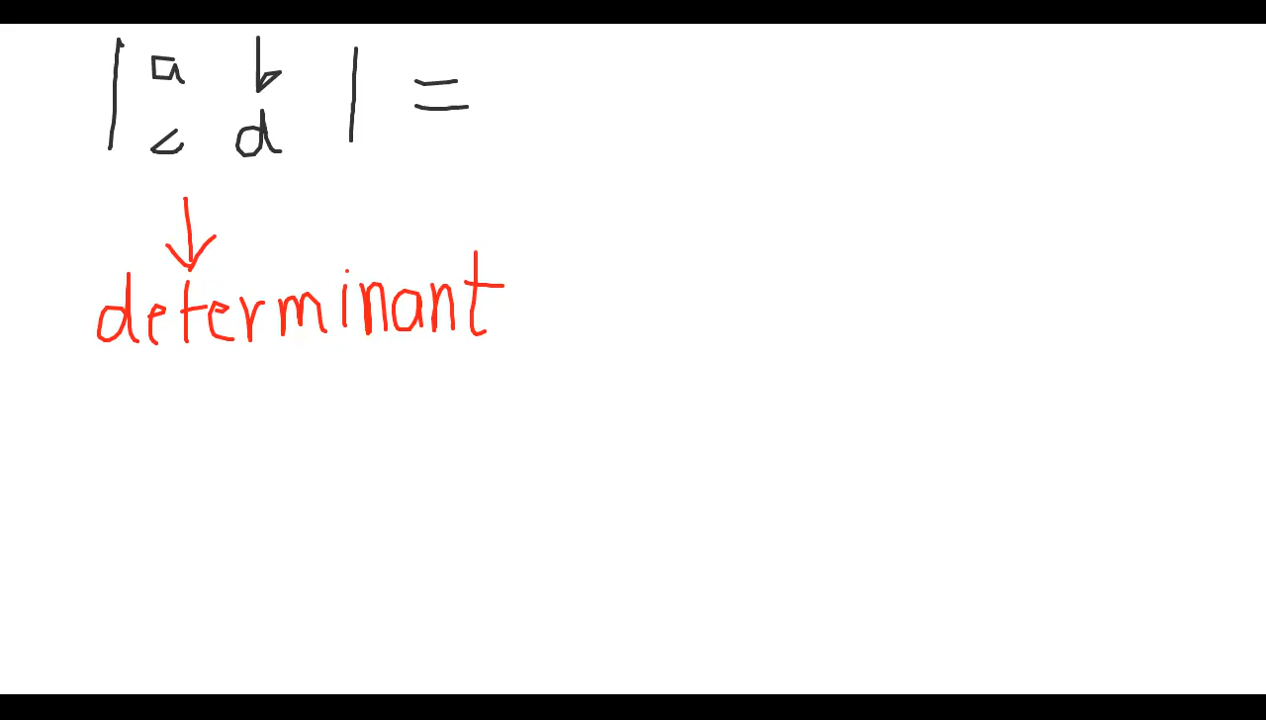 | a b | =
c d
↓
determinant